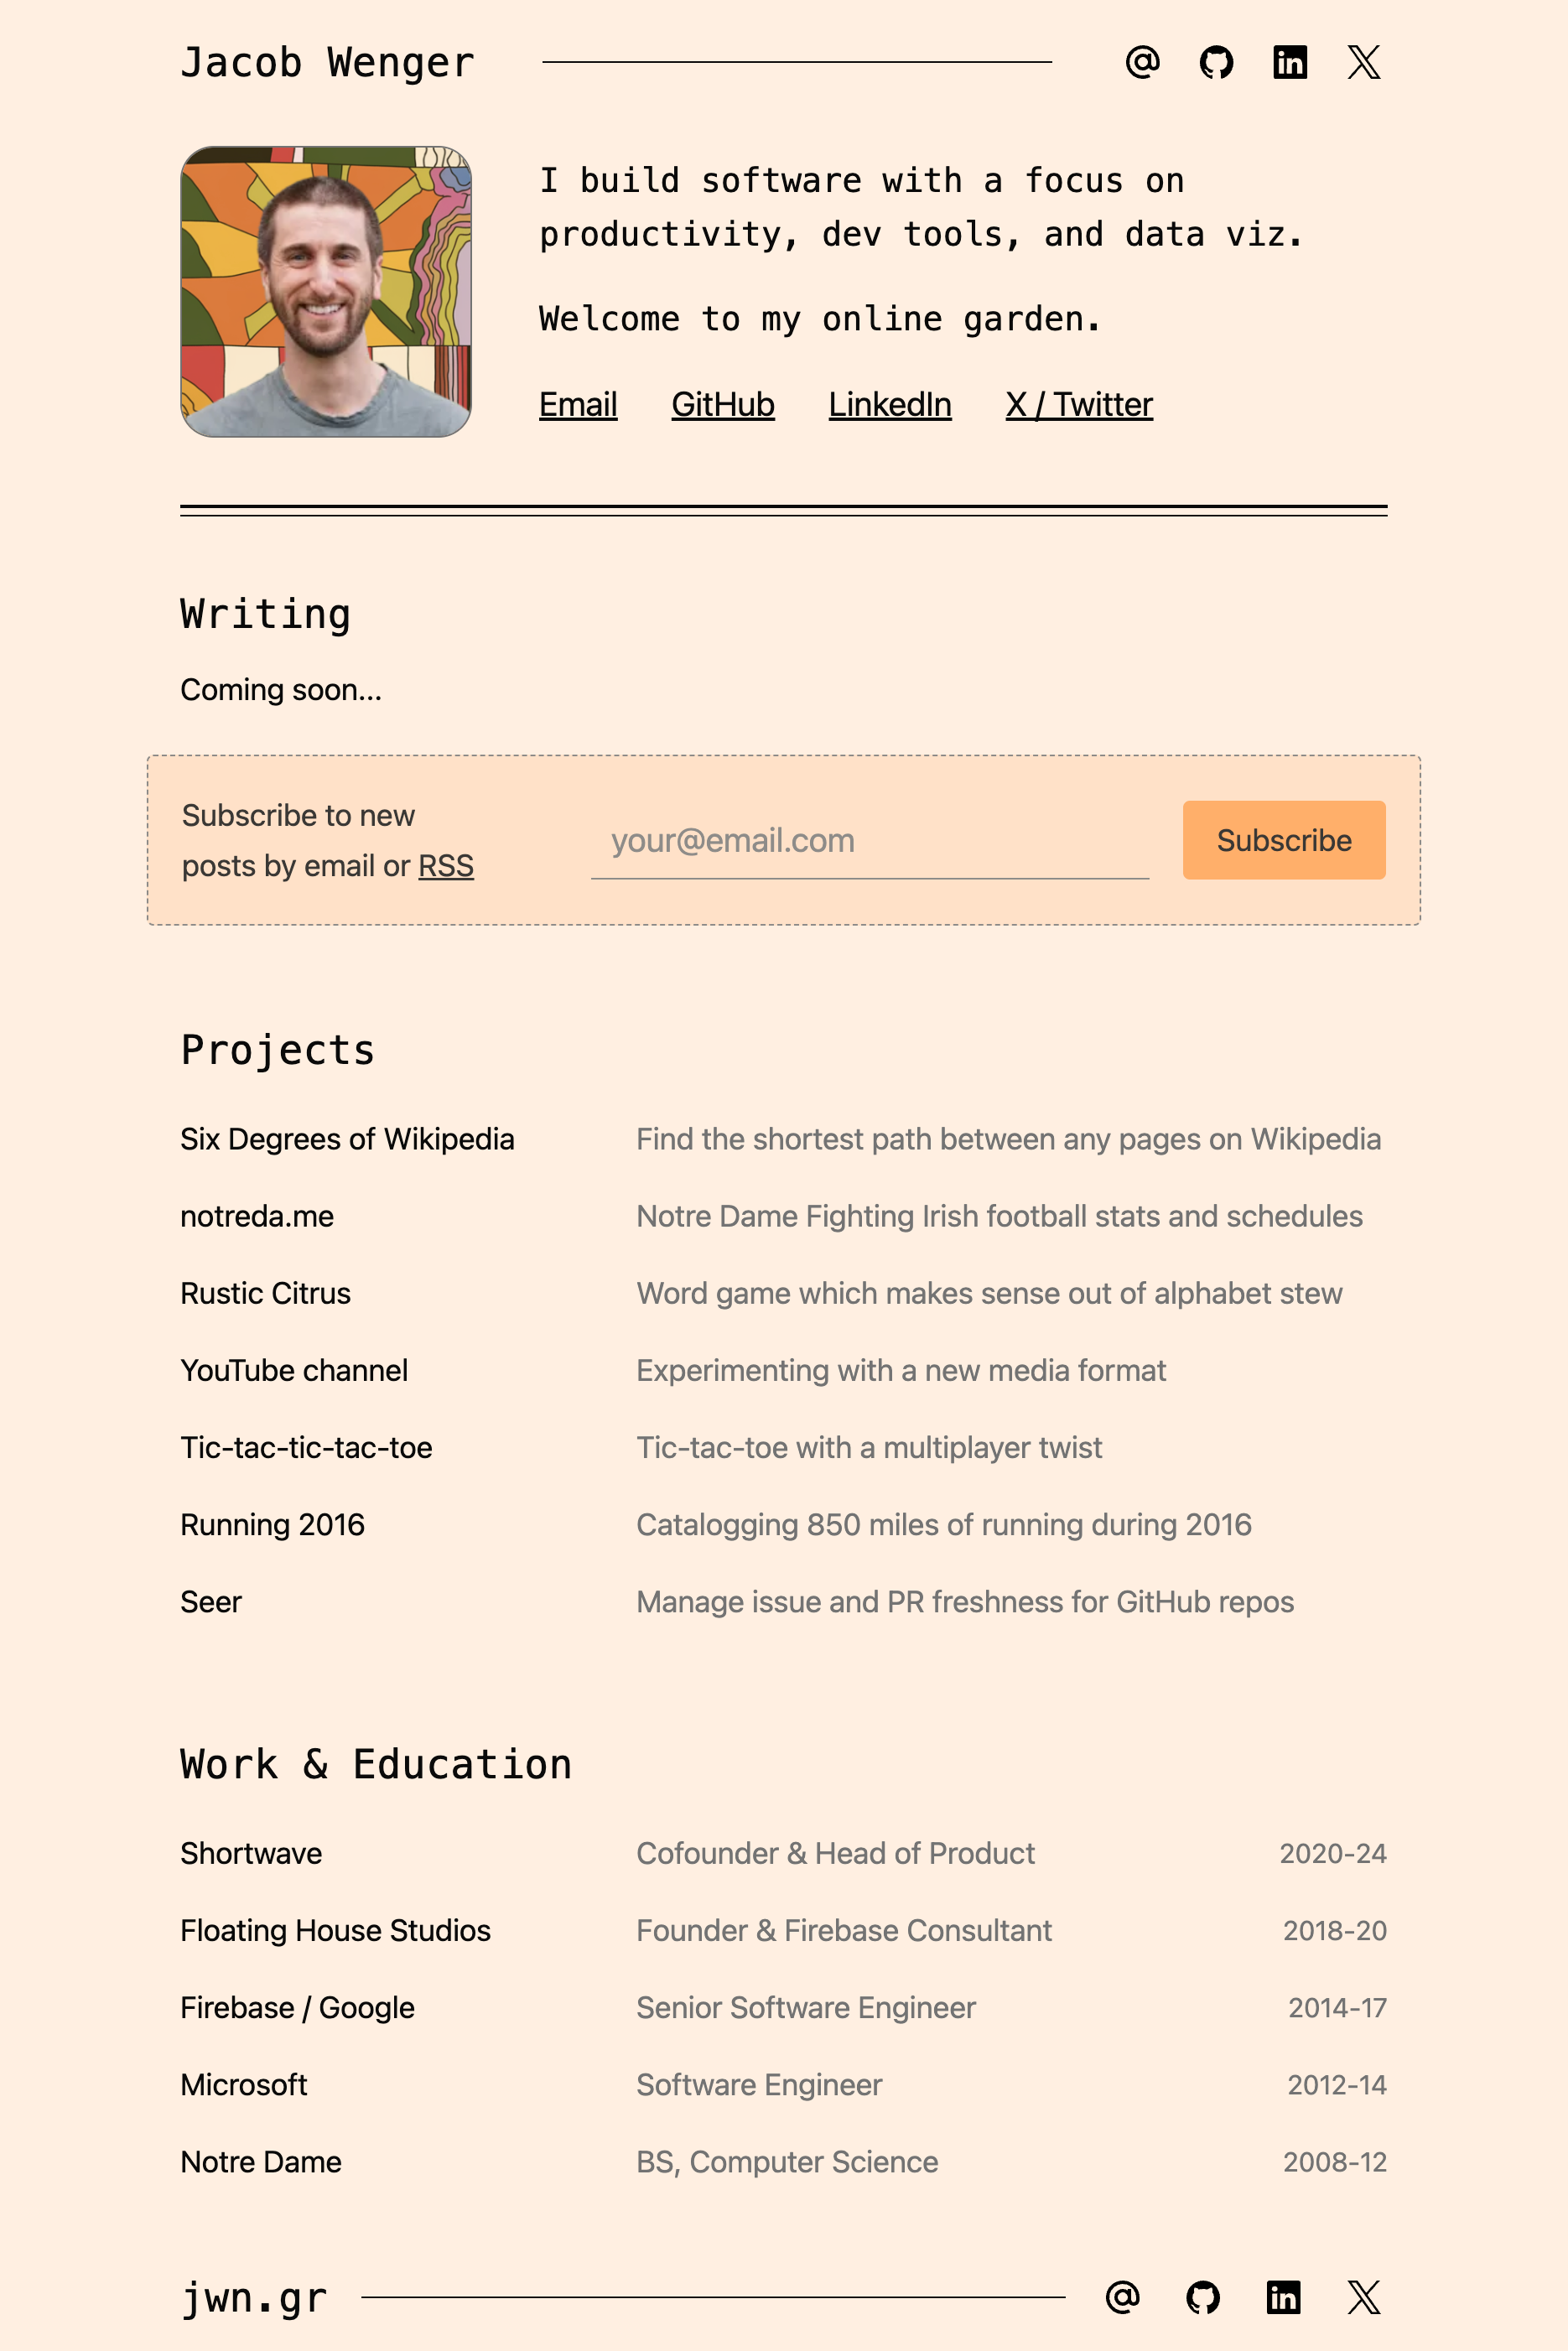 Jacob Wenger
I build software with a focus on
productivity, dev tools, and data viz.
Welcome to my online garden.
Email GitHub LinkedIn X / Twitter
Writing
Coming soon...
Subscribe to new
posts by email or RSS
your@email.com
Subscribe
Projects
Six Degrees of Wikipedia Find the shortest path between any pages on Wikipedia
notreda.me Notre Dame Fighting Irish football stats and schedules
Rustic Citrus Word game which makes sense out of alphabet stew
YouTube channel Experimenting with a new media format
Tic-tac-tic-tac-toe Tic-tac-toe with a multiplayer twist
Running 2016 Catalogging 850 miles of running during 2016
Seer Manage issue and PR freshness for GitHub repos
Work & Education
Shortwave Cofounder & Head of Product 2020-24
Floating House Studios Founder & Firebase Consultant 2018-20
Firebase / Google Senior Software Engineer 2014-17
Microsoft Software Engineer 2012-14
Notre Dame BS, Computer Science 2008-12
jwn.gr